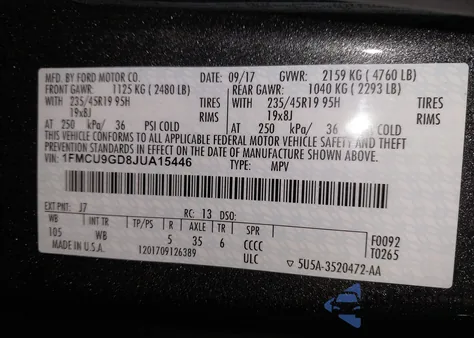 MFD. BY FORD MOTOR CO. DATE: 09/17 GVWR: 2159 KG ( 4760 LB)
FRONT GAWR: 1125 KG ( 2480 LB) REAR GAWR: 1040 KG ( 2293 LB)
WITH 235/45R19 95H TIRES WITH 235/45R19 95H TIRES
19x8J RIMS 19x8J RIMS
AT 250 kPa/ 36 PSI COLD AT 250 kPa/ 36 PSI COLD
THIS VEHICLE CONFORMS TO ALL APPLICABLE FEDERAL MOTOR VEHICLE SAFETY AND THEFT
PREVENTION STANDARDS IN EFFECT ON THE DATE OF MANUFACTURE SHOWN ABOVE.
VIN: 1FMCU9GD8JUA15446 TYPE: MPV
EXT PNT: J7 RC: 13 DSO:
WB INT TR TP/PS R AXLE TR SPR
105 5 35 6 CCCC F0092
MADE IN U.S.A. 1201709126389 ULC T0265
▽ 5U5A-3520472-AA